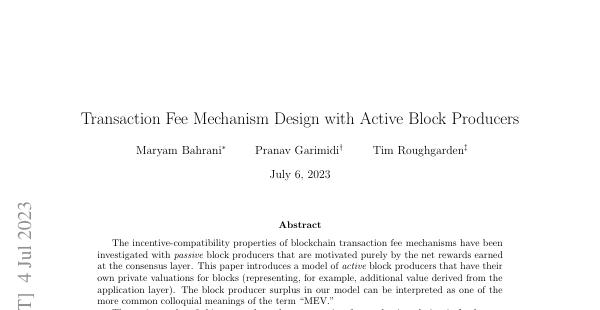 Transaction Fee Mechanism Design with Active Block Producers
Maryam Bahrani* Pranav Garimidi† Tim Roughgarden‡
July 6, 2023
Abstract
The incentive-compatibility properties of blockchain transaction fee mechanisms have been
investigated with passive block producers that are motivated purely by the net rewards earned
at the consensus layer. This paper introduces a model of active block producers that have their
own private valuations for blocks (representing, for example, additional value derived from the
application layer). The block producer surplus in our model can be interpreted as one of the
more common colloquial meanings of the term “MEV.”
T] 4 Jul 2023